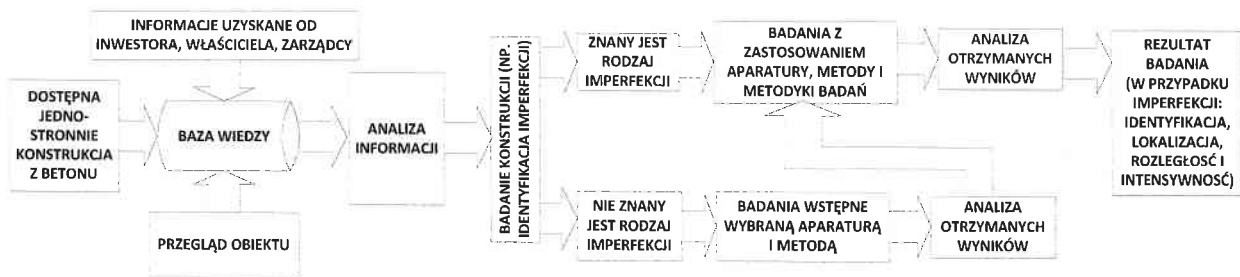 INFORMACJE UZYSKANE OD
INWESTORA, WŁAŚCICIELA, ZARZĄDCY
DOSTĘPNA
JEDNO-
STRONNIE
KONSTRUKCJA
Z BETONU
BAZA WIEDZY
PRZEGLĄD OBIEKTU
ANALIZA
INFORMACJI
BADANIE KONSTRUKCJI (NP.
IDENTYFIKACJA IMPERFEKCJI)
ZNANY JEST
RODZAJ
IMPERFEKCJI
BADANIA Z
ZASTOSOWANIEM
APARATURY, METODY I
METODYKI BADAŃ
ANALIZA
OTRZYMANYCH
WYNIKÓW
REZULTAT
BADANIA
(W PRZYPADKU
IMPERFEKCJI:
IDENTYFIKACJA,
LOKALIZACJA,
ROZLEGŁOSĆ I
INTENSYWNOSĆ)
NIE ZNANY
JEST RODZAJ
IMPERFEKCJI
BADANIA WSTĘPNE
WYBRANĄ APARATURĄ
I METODĄ
ANALIZA
OTRZYMANYCH
WYNIKÓW